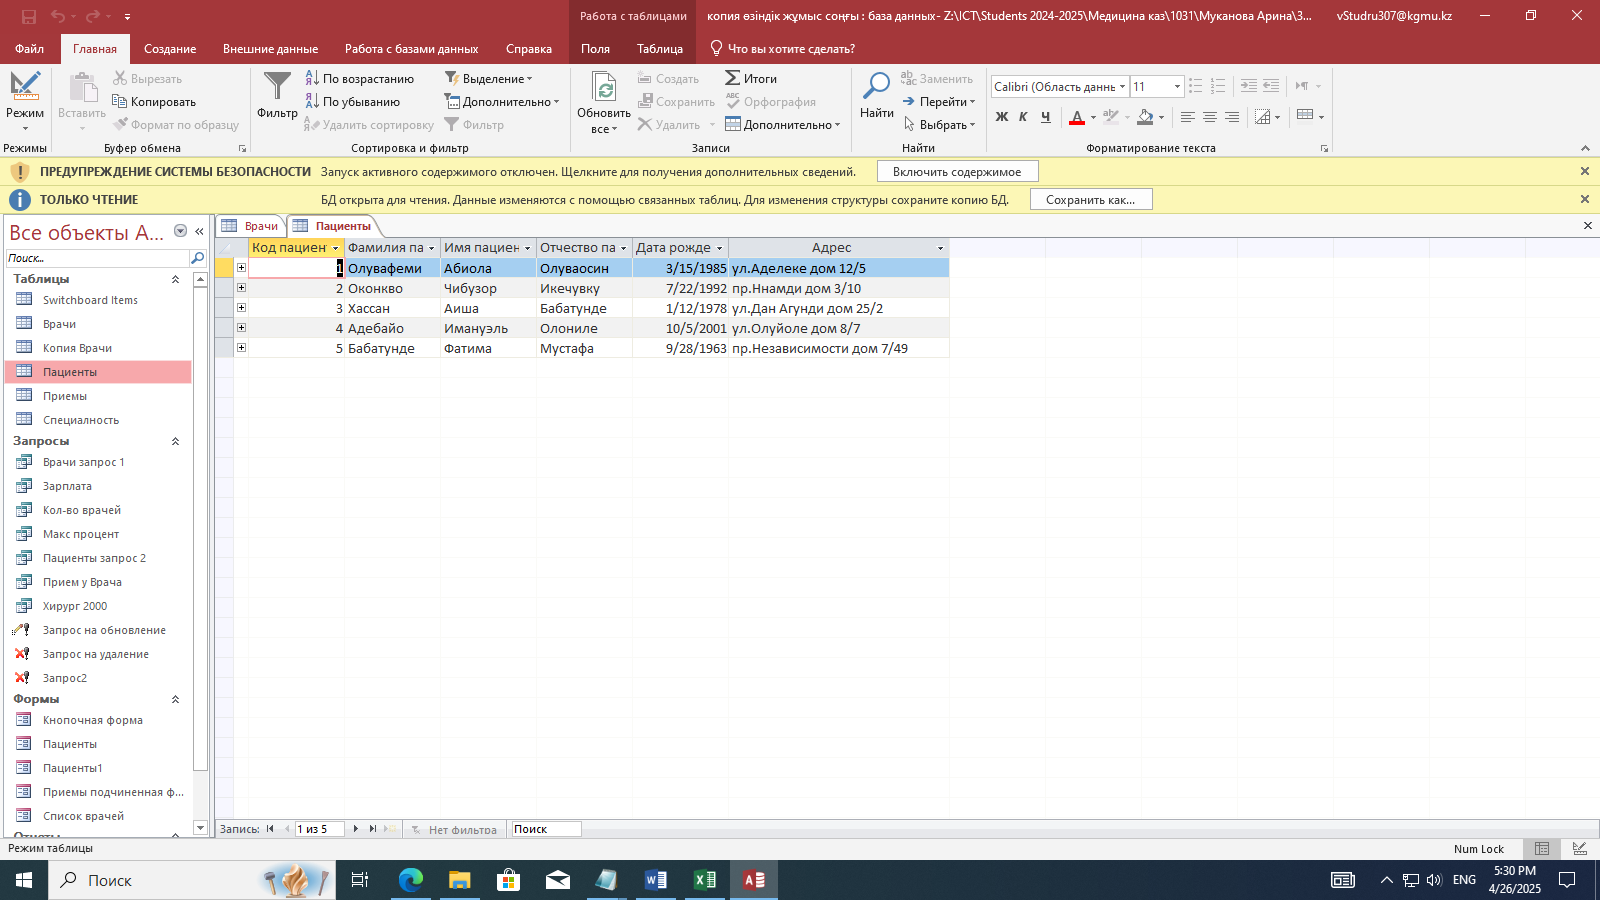 Работа с таблицами
копия өзіндік жұмыс соңғы : база данных- Z:\ICT\Students 2024-2025\Медицина каз\1031\Муканова Арина\3...
vStudru307@kgmu.kz
Файл Главная Создание Внешние данные Работа с базами данных Справка Поля Таблица Что вы хотите сделать?
Режим
Режимы
Вставить
Вырезать
Копировать
Формат по образцу
Буфер обмена
Фильтр
По возрастанию
По убыванию
Удалить сортировку
Выделение
Дополнительно
Фильтр
Сортировка и фильтр
Обновить
все
Создать
Сохранить
Удалить
Итоги
Орфография
Дополнительно
Записи
Найти
Заменить
Перейти
Выбрать
Найти
Calibri (Область данны 11
Ж К Ч
Форматирование текста
ПРЕДУПРЕЖДЕНИЕ СИСТЕМЫ БЕЗОПАСНОСТИ Запуск активного содержимого отключен. Щелкните для получения дополнительных сведений. Включить содержимое
ТОЛЬКО ЧТЕНИЕ БД открыта для чтения. Данные изменяются с помощью связанных таблиц. Для изменения структуры сохраните копию БД. Сохранить как...
Все объекты A...
Поиск...
Таблицы
Switchboard Items
Врачи
Копия Врачи
Пациенты
Приемы
Специалность
Запросы
Врачи запрос 1
Зарплата
Кол-во врачей
Макс процент
Пациенты запрос 2
Прием у Врача
Хирург 2000
Запрос на обновление
Запрос на удаление
Запрос2
Формы
Кнопочная форма
Пациенты
Пациенты1
Приемы подчиненная ф...
Список врачей
Отчеты
Врачи Пациенты
Код пациент Фамилия па Имя пациен Отчество па Дата рожде Адрес
1 Олувафеми Абиола Олуваосин 3/15/1985 ул.Аделеке дом 12/5
2 Оконкво Чибузор Икечувку 7/22/1992 пр.Ннамди дом 3/10
3 Хассан Аиша Бабатунде 1/12/1978 ул.Дан Агунди дом 25/2
4 Адебайо Имануэль Олониле 10/5/2001 ул.Олуйоле дом 8/7
5 Бабатунде Фатима Мустафа 9/28/1963 пр.Независимости дом 7/49
Запись: 1 из 5 Нет фильтра Поиск
Режим таблицы
Num Lock
Поиск
ENG
5:30 PM
4/26/2025